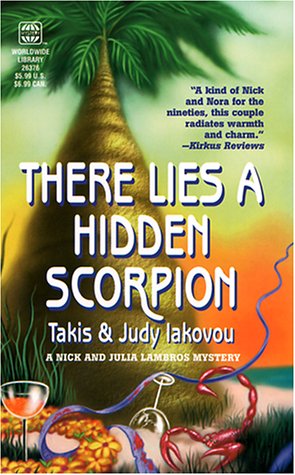 WORLDWIDE
LIBRARY
26376
$5.99 U.S.
$6.99 CAN.
"A kind of Nick
and Nora for the
nineties, this couple
radiates warmth
and charm."
—Kirkus Reviews
THERE LIES A
HIDDEN
SCORPION
Takis & Judy Iakovou
A NICK AND JULIA LAMBROS MYSTERY